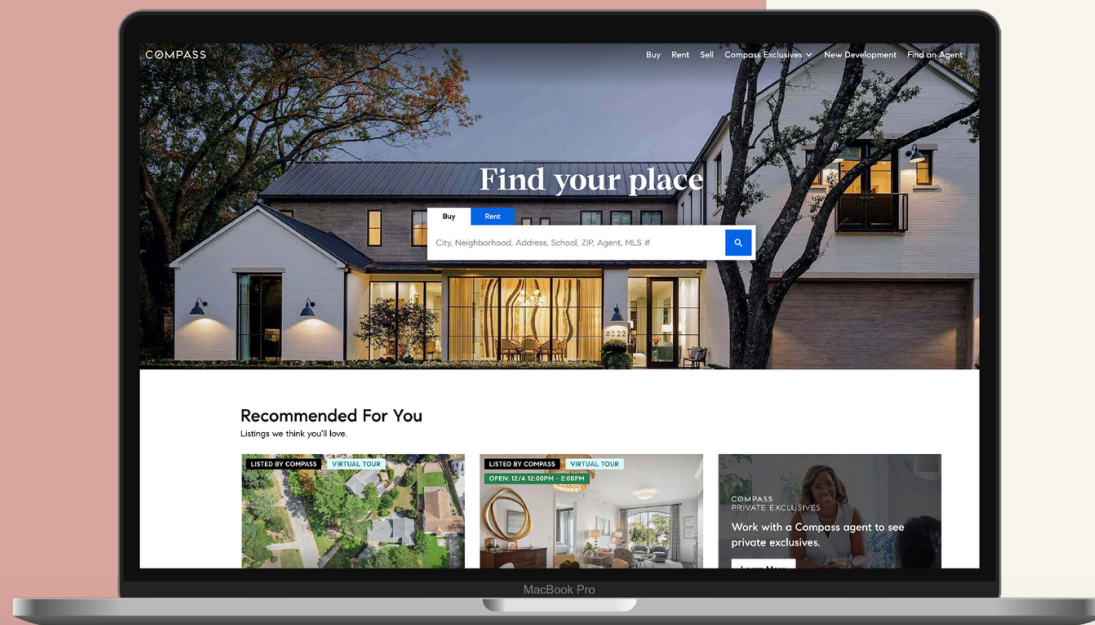 COMPASS
Buy Rent Sell Compass Exclusives New Development Find an Agent
Find your place
Buy Rent
City, Neighborhood, Address, School, ZIP, Agent, MLS #
6322
Recommended For You
Listings we think you'll love.
LISTED BY COMPASS VIRTUAL TOUR
LISTED BY COMPASS VIRTUAL TOUR
OPEN: 12/4 12:00PM - 2:00PM
COMPASS
PRIVATE EXCLUSIVES
Work with a Compass agent to see
private exclusives.
Learn More
MacBook Pro